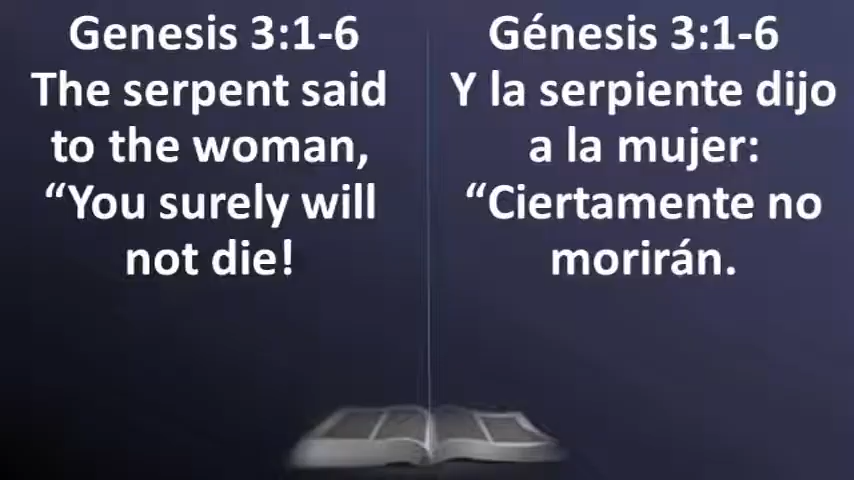 Genesis 3:1-6
The serpent said
to the woman,
“You surely will
not die!
Génesis 3:1-6
Y la serpiente dijo
a la mujer:
“Ciertamente no
morirán.